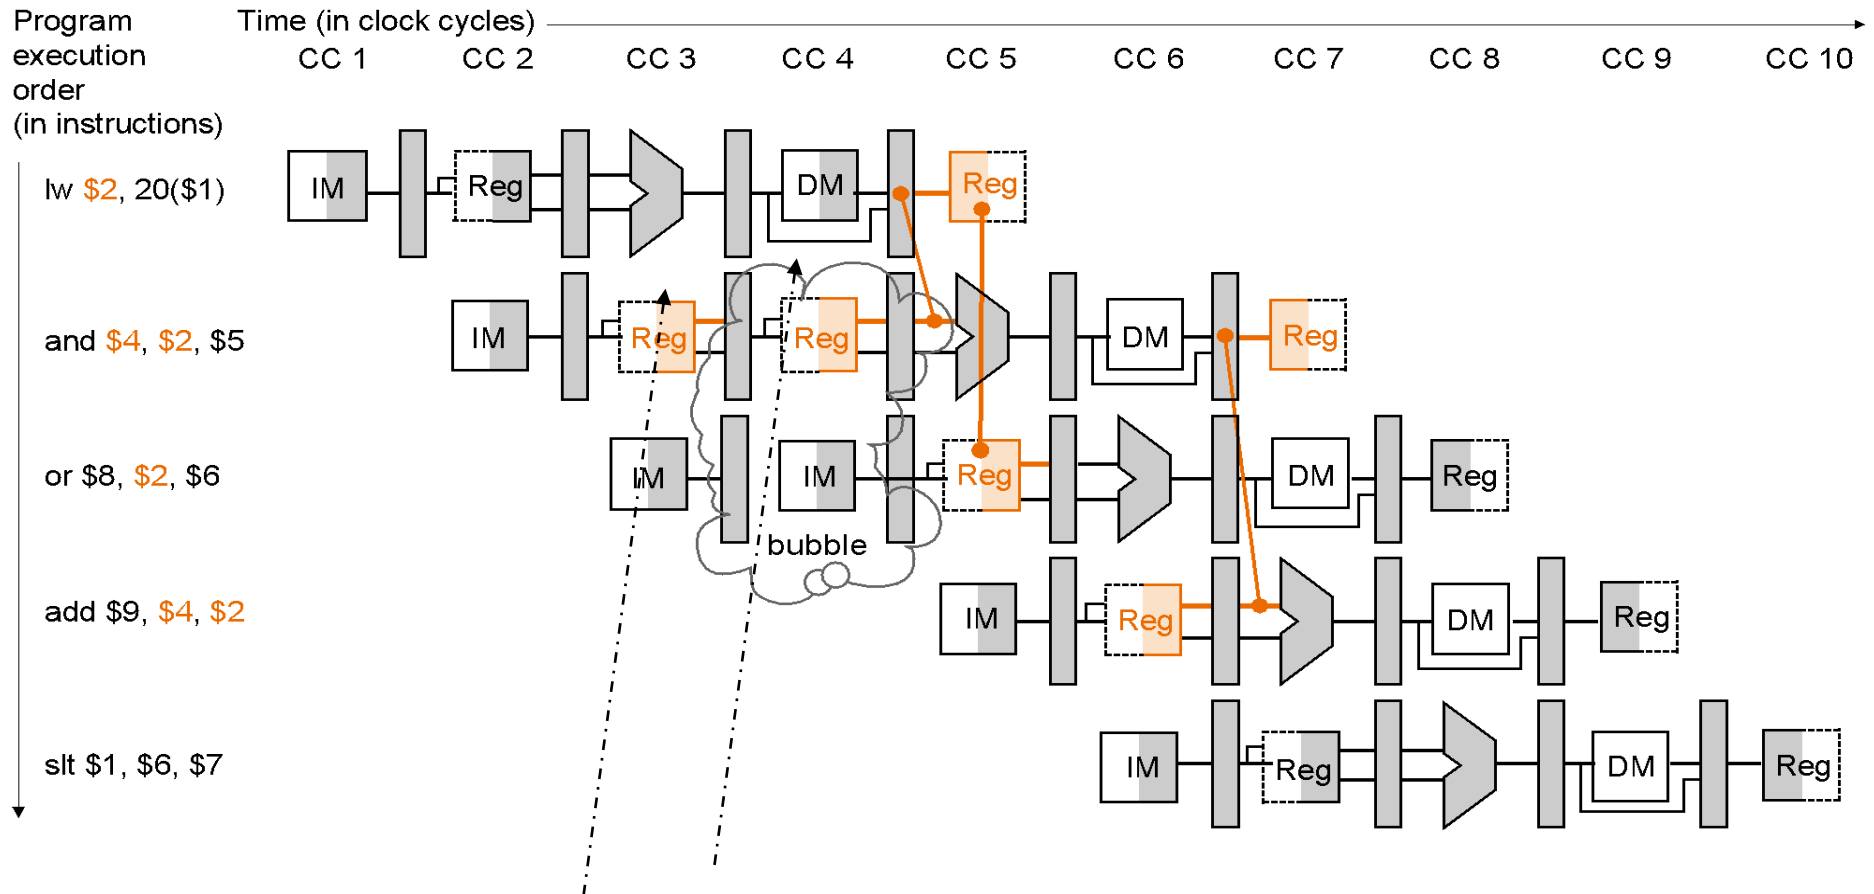 Program
execution
order
(in instructions)
Time (in clock cycles)
CC 1 CC 2 CC 3 CC 4 CC 5 CC 6 CC 7 CC 8 CC 9 CC 10
lw $2, 20($1)
IM Reg DM Reg
and $4, $2, $5
IM Reg Reg DM Reg
or $8, $2, $6
IM IM Reg DM Reg
bubble
add $9, $4, $2
IM Reg DM Reg
slt $1, $6, $7
IM Reg DM Reg